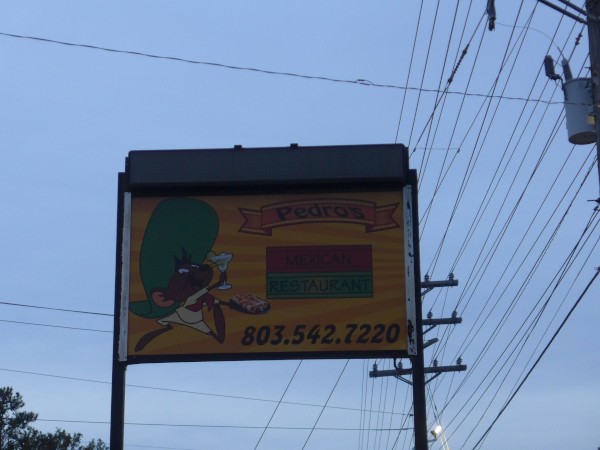 Pedro's
MEXICAN
RESTAURANT
803.542.7220